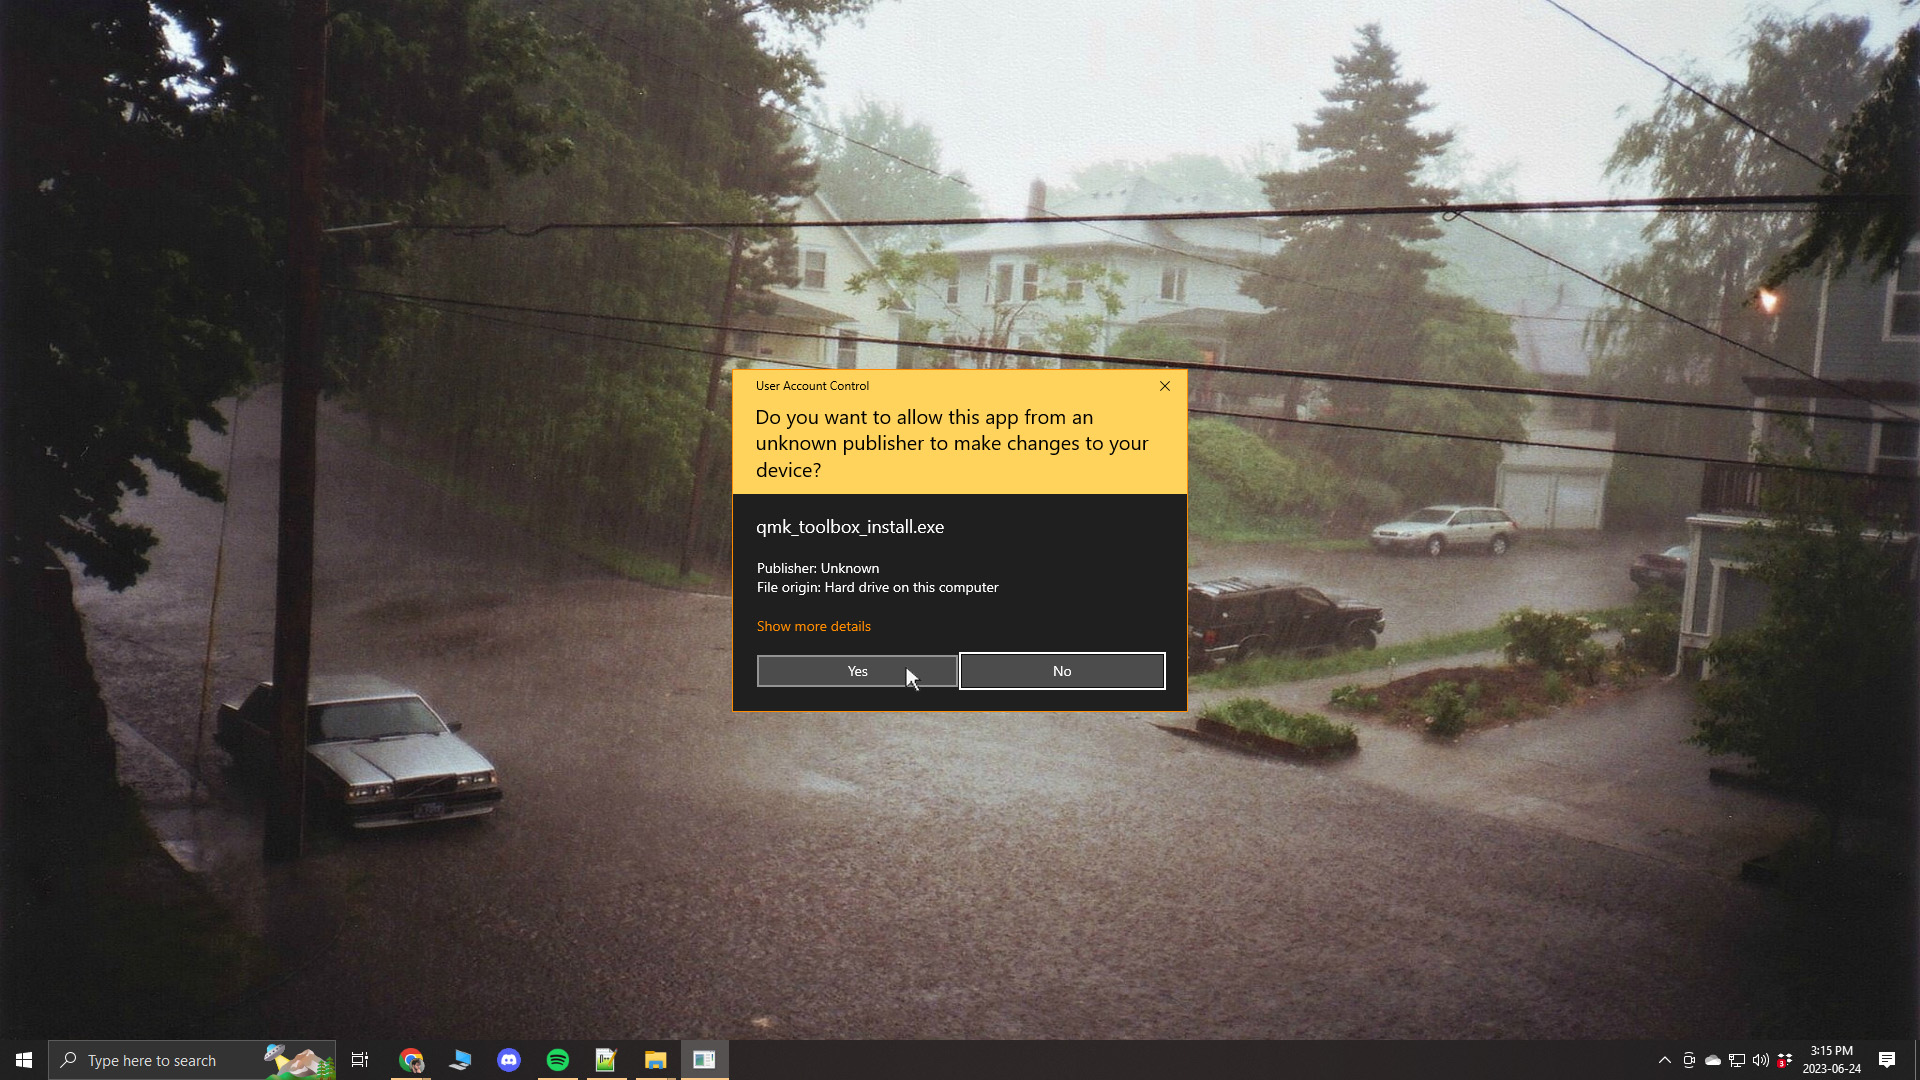 User Account Control
Do you want to allow this app from an
unknown publisher to make changes to your
device?
qmk_toolbox_install.exe
Publisher: Unknown
File origin: Hard drive on this computer
Show more details
Yes
No
Type here to search
3:15 PM
2023-06-24